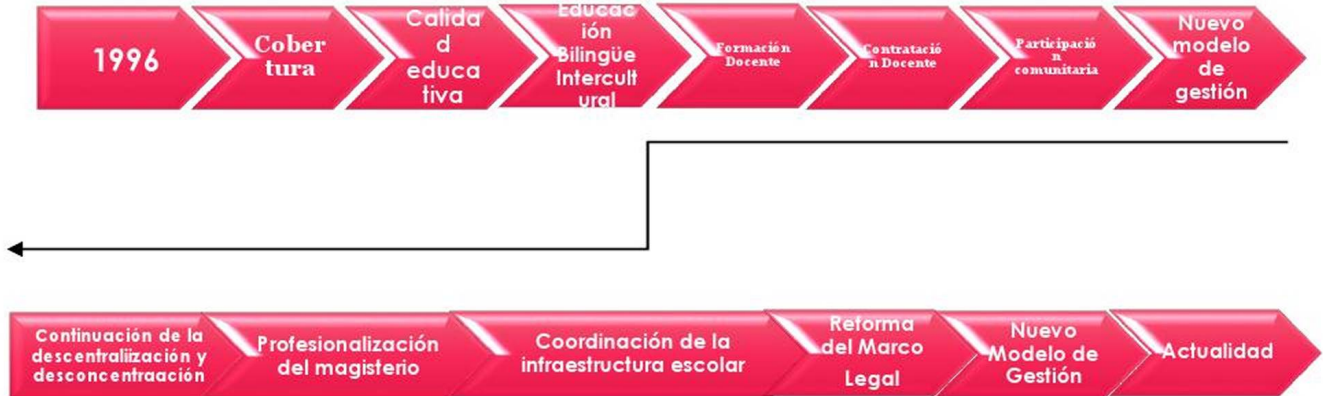 1996
Cober
tura
Calida
d
educa
tiva
Educac
ión
Bilingüe
Intercult
ural
Formación
Docente
Contratació
n Docente
Participació
n
comunitaria
Nuevo
modelo
de
gestión
Continuación de la
descentraliización y
desconcentraación
Profesionalización
del magisterio
Coordinación de la
infraestructura escolar
Reforma
del Marco
Legal
Nuevo
Modelo de
Gestión
Actualidad